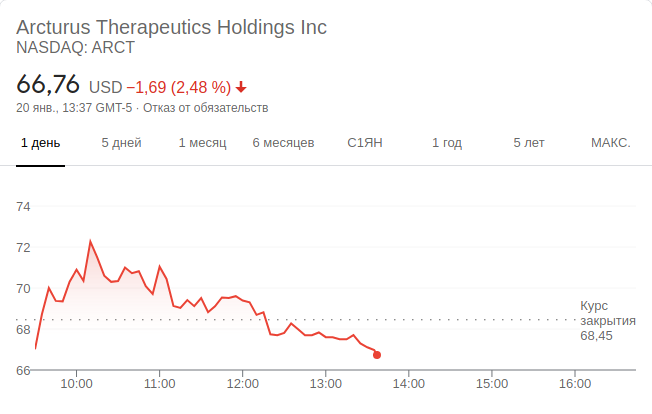 Arcturus Therapeutics Holdings Inc
NASDAQ: ARCT
66,76 USD −1,69 (2,48 %)
20 янв., 13:37 GMT-5 · Отказ от обязательств
1 день 5 дней 1 месяц 6 месяцев С1ЯН 1 год 5 лет МАКС.
74
72
70
68
66
Курс
закрытия
68,45
10:00 11:00 12:00 13:00 14:00 15:00 16:00